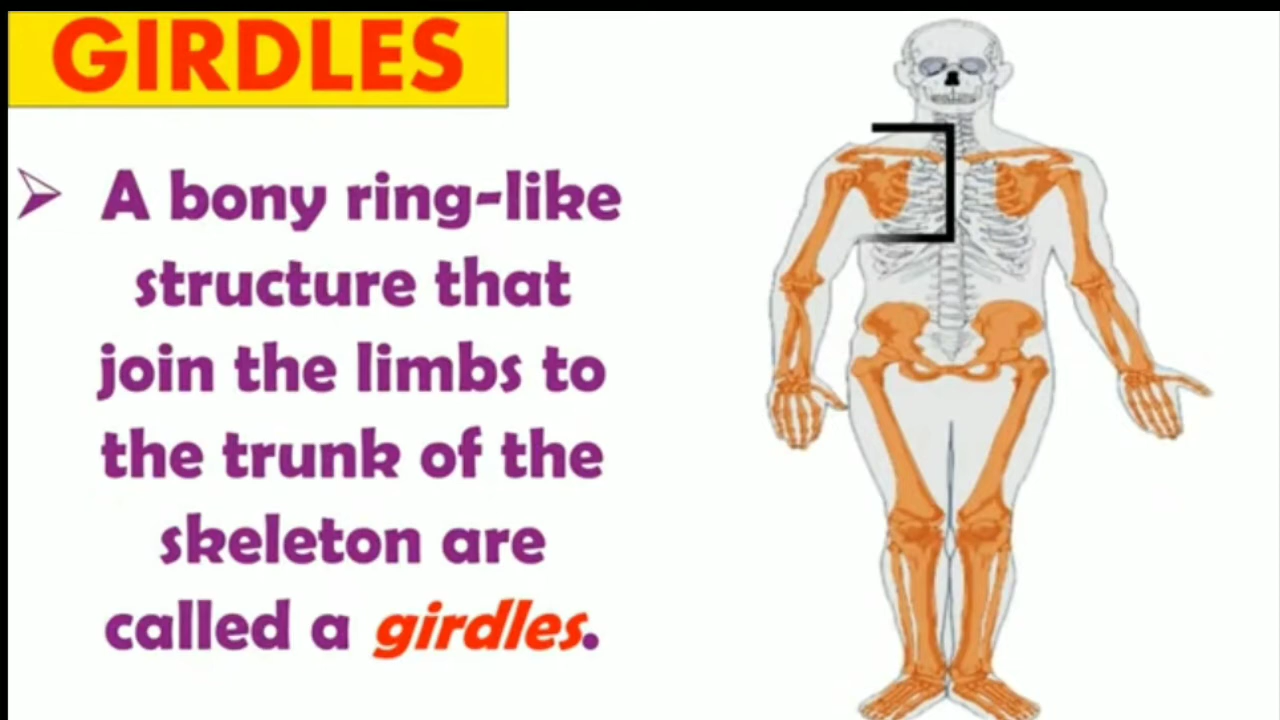 GIRDLES
A bony ring-like
structure that
join the limbs to
the trunk of the
skeleton are
called a girdles.